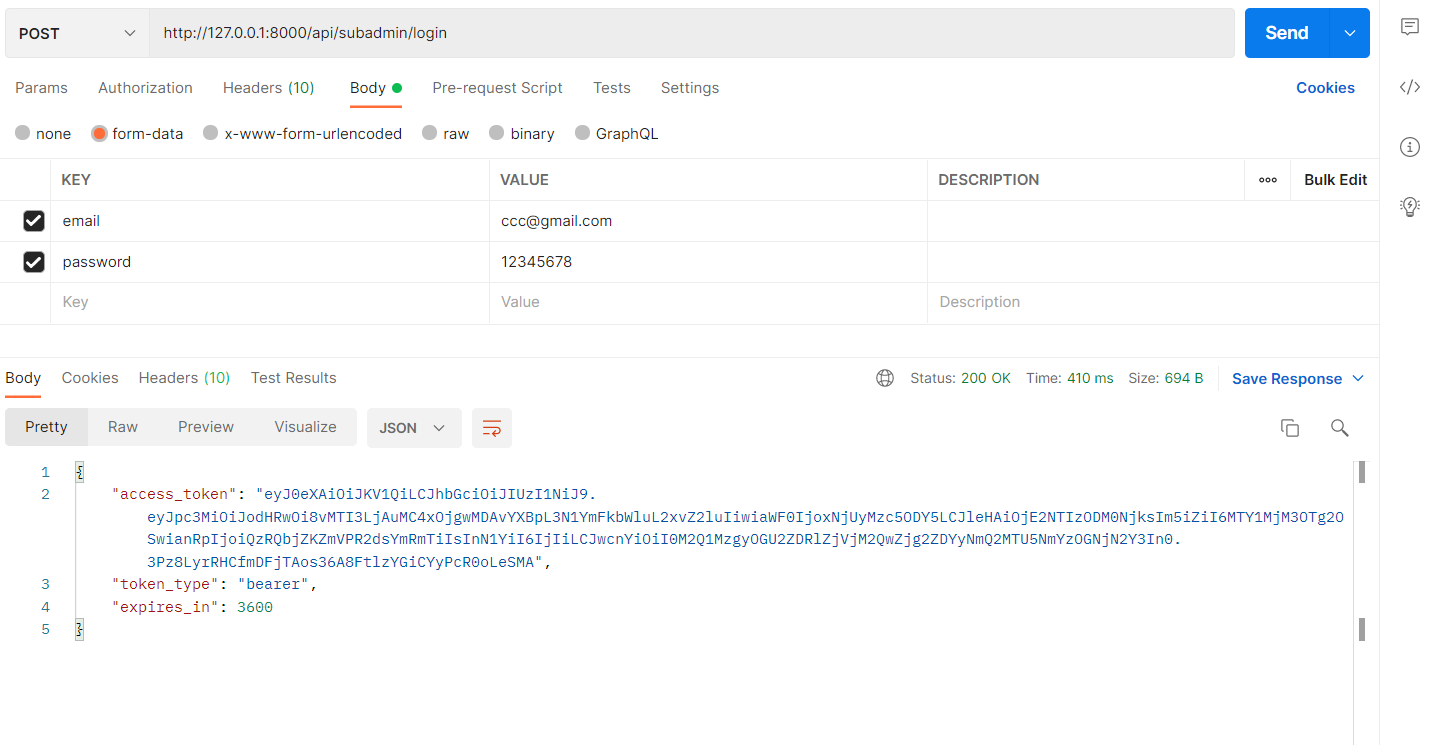 POST http://127.0.0.1:8000/api/subadmin/login Send
Params Authorization Headers (10) Body Pre-request Script Tests Settings Cookies
none form-data x-www-form-urlencoded raw binary GraphQL
KEY VALUE DESCRIPTION Bulk Edit
email ccc@gmail.com
password 12345678
Key Value Description
Body Cookies Headers (10) Test Results Status: 200 OK Time: 410 ms Size: 694 B Save Response
Pretty Raw Preview Visualize JSON
1 {
2 "access_token": "eyJ0eXAiOiJKV1QiLCJhbGciOiJIUzI1NiJ9.
eyJpc3MiOiJodHRwOi8vMTI3LjAuMC4xOjgwMDAvYXBpL3N1YmFkbWluL2xvZ2luIiwiaWF0IjoxNjUyMzc5ODY5LCJleHAiOjE2NTIzODM0NjksIm5iZiI6MTY1MjM3OTg2O
SwianRpIjoiQzRQbjZKZmVPR2dsYmRmTiIsInN1YiI6IjIiLCJwcnYiOiI0M2Q1MzgyOGU2ZDRlZjVjM2QwZjg2ZDYyNmQ2MTU5NmYzOGNjN2Y3In0.
3Pz8LyrRHCfmDFjTAos36A8FtlzYGiCYyPcR0oLeSMA",
3 "token_type": "bearer",
4 "expires_in": 3600
5 }